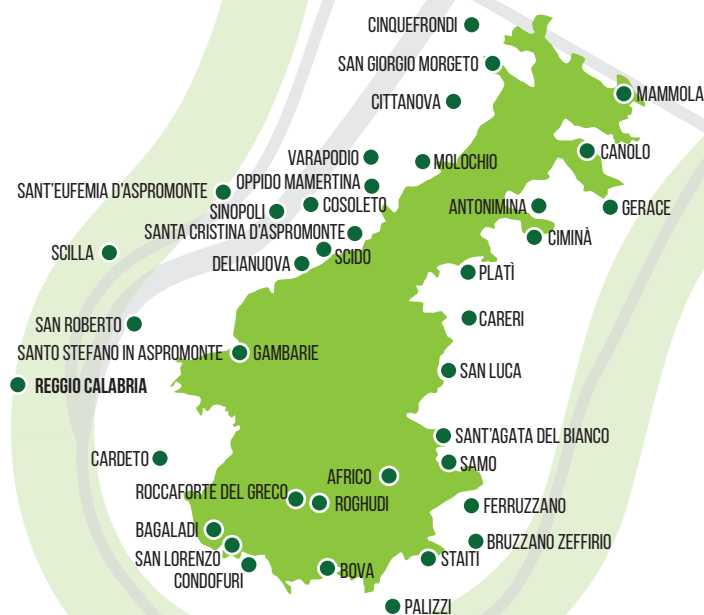 CINQUEFRONDI
SAN GIORGIO MORGETO
MAMMOLA
CITTANOVA
CANOLO
VARAPODIO
MOLOCHIO
OPPIDO MAMERTINA
SANT'EUFEMIA D'ASPROMONTE
COSOLETO
ANTONIMINA
GERACE
SINOPOLI
SANTA CRISTINA D'ASPROMONTE
CIMINÀ
SCILLA
SCIDO
DELIANUOVA
PLATÌ
CARERI
SAN ROBERTO
SANTO STEFANO IN ASPROMONTE
GAMBARIE
SAN LUCA
REGGIO CALABRIA
SANT'AGATA DEL BIANCO
CARDETO
SAMO
AFRICO
ROCCAFORTE DEL GRECO
ROGHUDI
FERRUZZANO
BAGALADI
BRUZZANO ZEFFIRIO
SAN LORENZO
STAITI
CONDOFURI
BOVA
PALIZZI